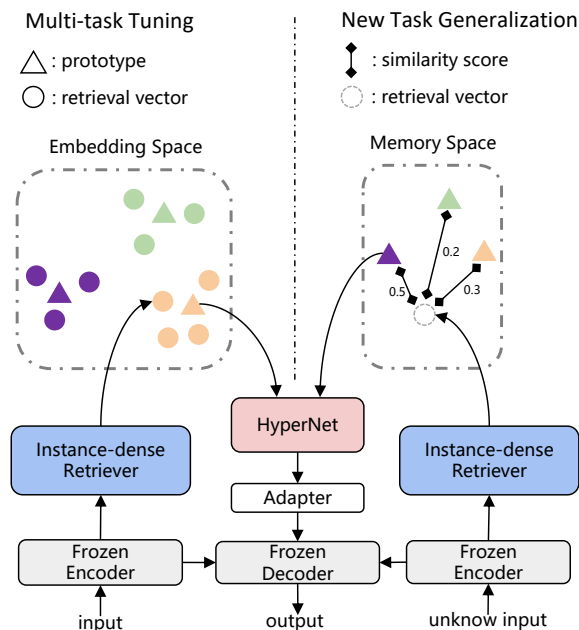 Multi-task Tuning
: prototype
: retrieval vector
Embedding Space
New Task Generalization
: similarity score
: retrieval vector
Memory Space
0.2
0.5
0.3
HyperNet
Instance-dense
Retriever
Instance-dense
Retriever
Adapter
Frozen
Encoder
Frozen
Decoder
Frozen
Encoder
input
output
unknow input